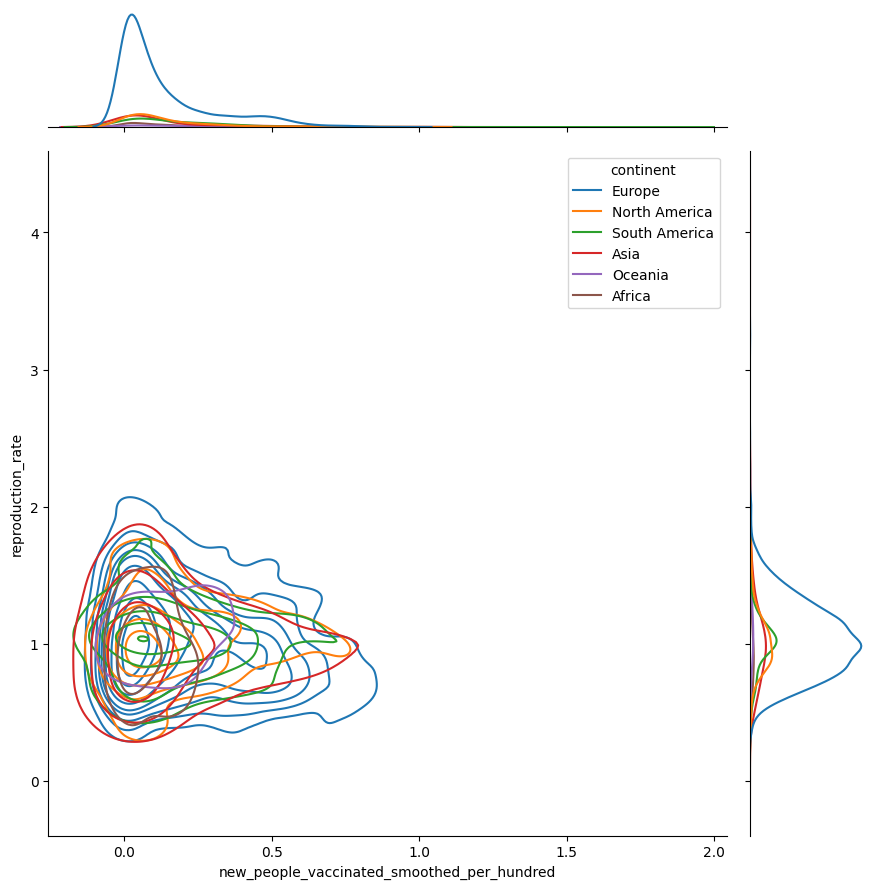 continent
Europe
North America
South America
Asia
Oceania
Africa
4
3
2
1
0
reproduction_rate
0.0 0.5 1.0 1.5 2.0
new_people_vaccinated_smoothed_per_hundred